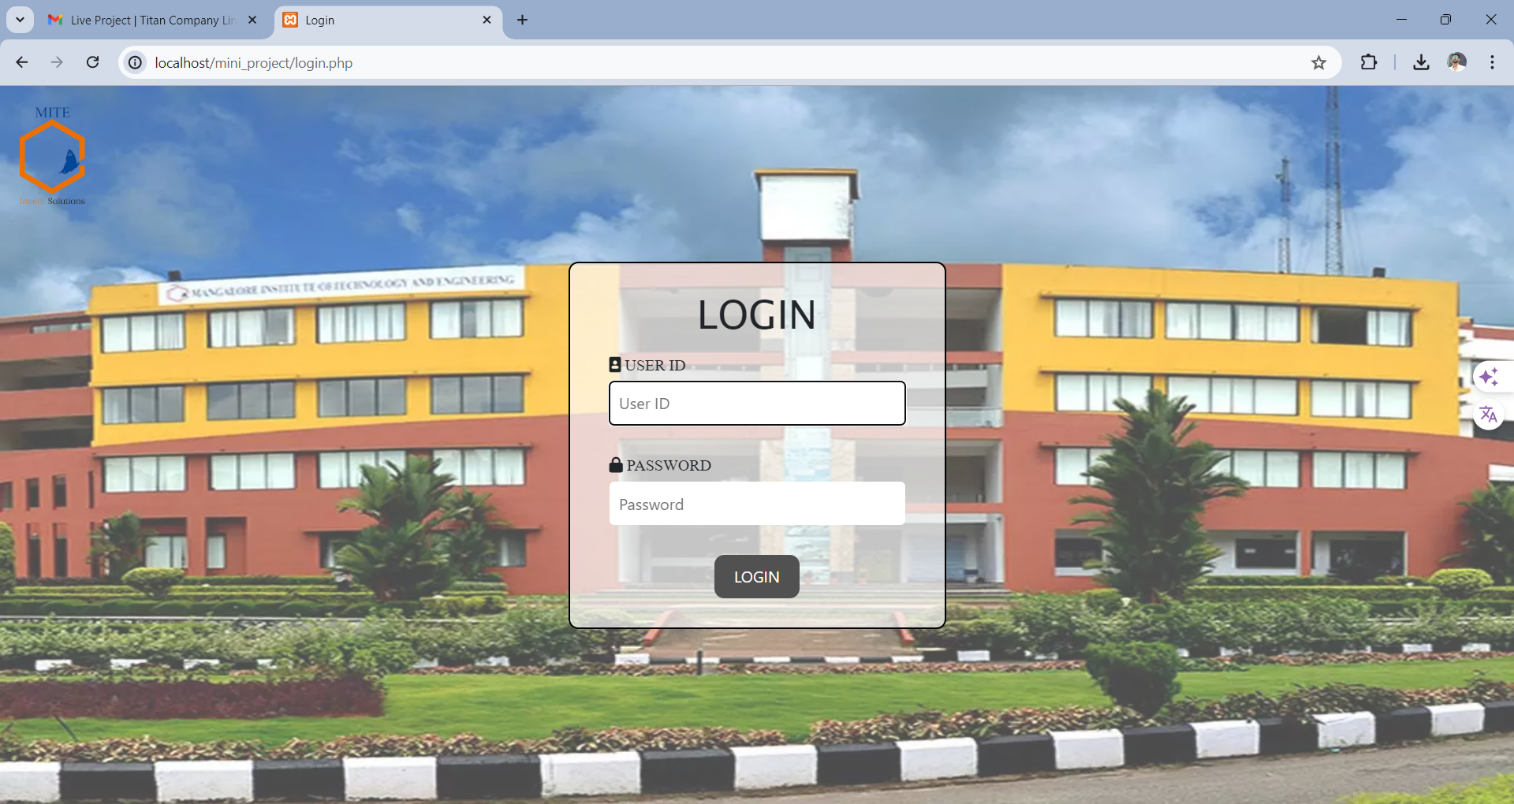 Live Project | Titan Company Lin
Login
localhost/mini_project/login.php
MITE
Solutions
MANGALORE INSTITUTE OF TECHNOLOGY AND ENGINEERING
LOGIN
USER ID
User ID
PASSWORD
Password
LOGIN